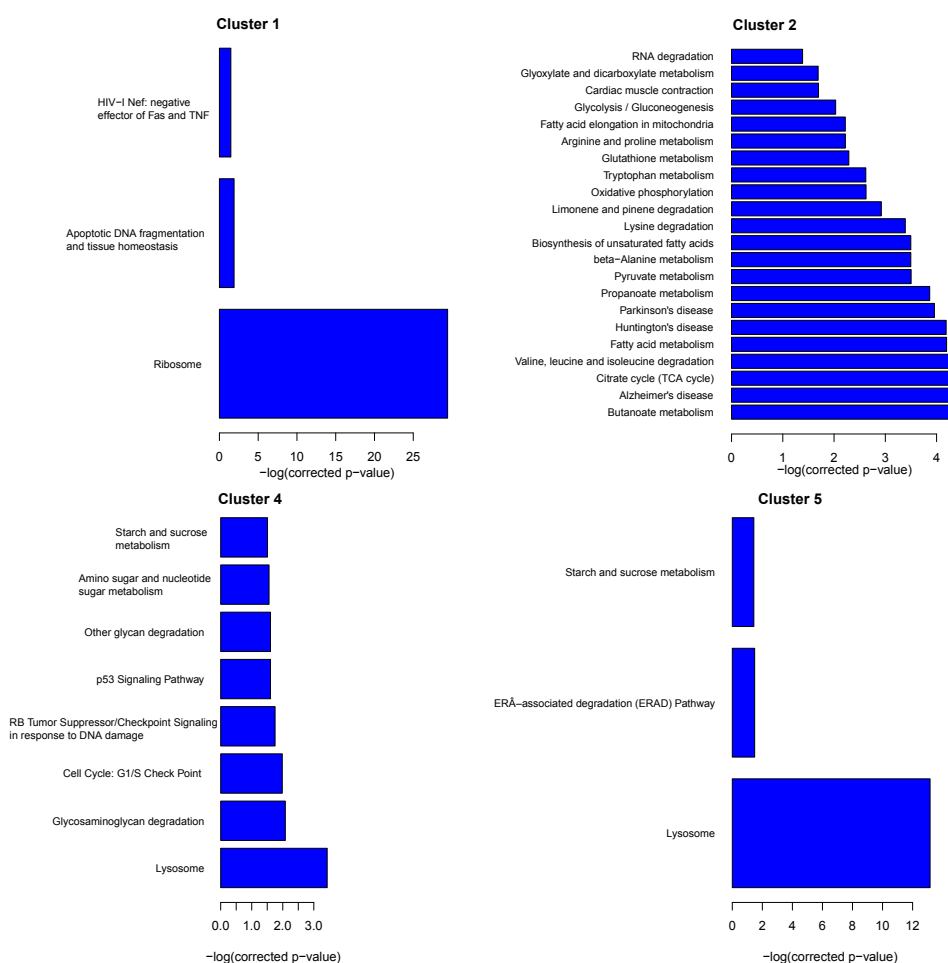 Cluster 1
HIV−I Nef: negative
effector of Fas and TNF
Apoptotic DNA fragmentation
and tissue homeostasis
Ribosome
0 5 10 15 20 25
−log(corrected p−value)
Cluster 2
RNA degradation
Glyoxylate and dicarboxylate metabolism
Cardiac muscle contraction
Glycolysis / Gluconeogenesis
Fatty acid elongation in mitochondria
Arginine and proline metabolism
Glutathione metabolism
Tryptophan metabolism
Oxidative phosphorylation
Limonene and pinene degradation
Lysine degradation
Biosynthesis of unsaturated fatty acids
beta−Alanine metabolism
Pyruvate metabolism
Propanoate metabolism
Parkinson's disease
Huntington's disease
Fatty acid metabolism
Valine, leucine and isoleucine degradation
Citrate cycle (TCA cycle)
Alzheimer's disease
Butanoate metabolism
0 1 2 3 4
−log(corrected p−value)
Cluster 4
Starch and sucrose
metabolism
Amino sugar and nucleotide
sugar metabolism
Other glycan degradation
p53 Signaling Pathway
RB Tumor Suppressor/Checkpoint Signaling
in response to DNA damage
Cell Cycle: G1/S Check Point
Glycosaminoglycan degradation
Lysosome
0.0 1.0 2.0 3.0
−log(corrected p−value)
Cluster 5
Starch and sucrose metabolism
ERÂ−associated degradation (ERAD) Pathway
Lysosome
0 2 4 6 8 10 12
−log(corrected p−value)